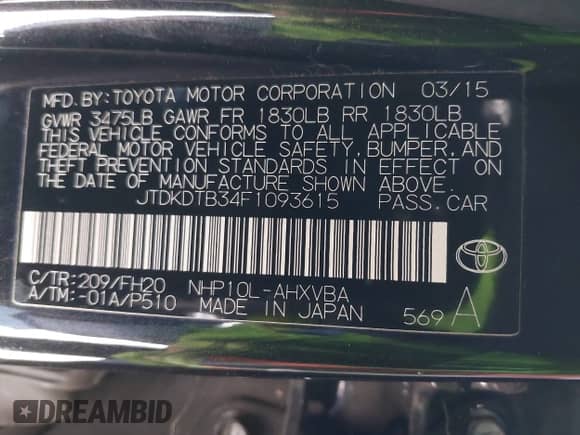 MFD.BY:TOYOTA MOTOR CORPORATION 03/15
GVWR 3475LB GAWR FR 1830LB RR 1830LB
THIS VEHICLE CONFORMS TO ALL APPLICABLE
FEDERAL MOTOR VEHICLE SAFETY,BUMPER,AND
THEFT PREVENTION STANDARDS IN EFFECT ON
THE DATE OF MANUFACTURE SHOWN ABOVE.
JTDKDTB34F1093615 PASS.CAR
C/TR:209/FH20 NHP10L-AHXVBA
A/TM:-01A/P510 MADE IN JAPAN 569 A
DREAMBID